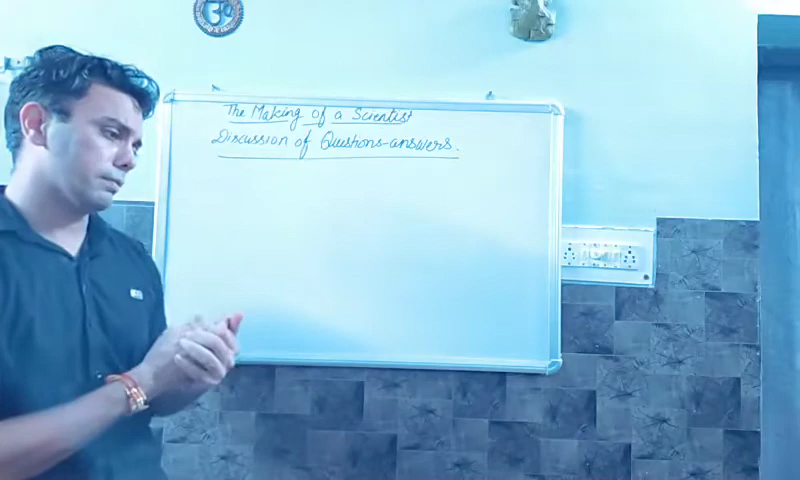 The Making of a Scientist
Discussion of Questions-answers.